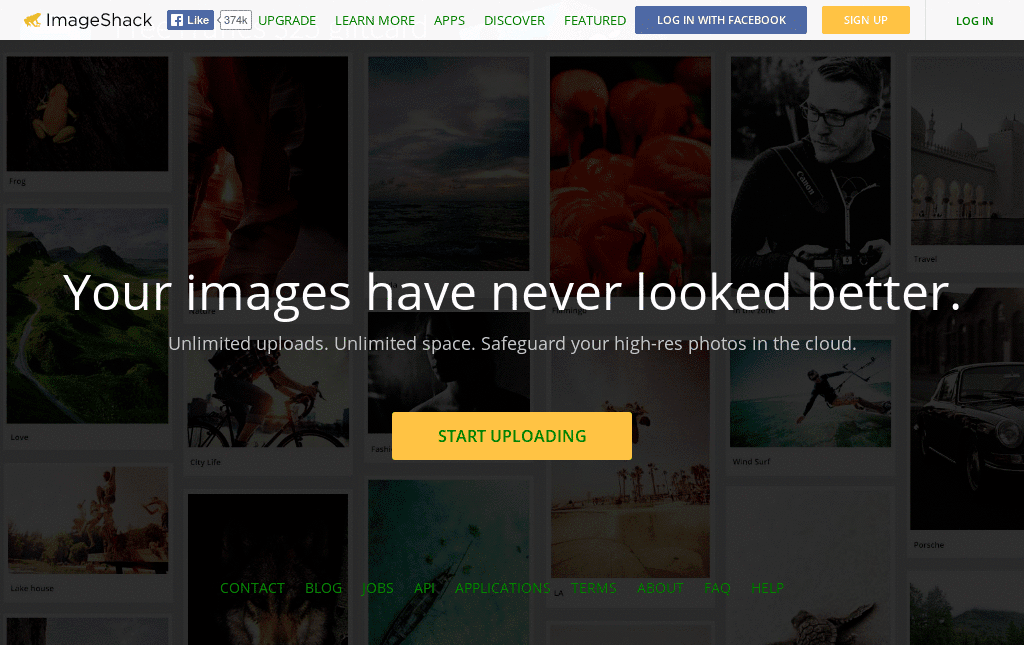 ImageShack Like 374k UPGRADE LEARN MORE APPS DISCOVER FEATURED LOG IN WITH FACEBOOK SIGN UP LOG IN
Frog
Canon
Travel
Your images have never looked better.
Unlimited uploads. Unlimited space. Safeguard your high-res photos in the cloud.
START UPLOADING
Love
City Life
Wind Surf
Porsche
Lake house
CONTACT BLOG JOBS API APPLICATIONS TERMS ABOUT FAQ HELP
LA